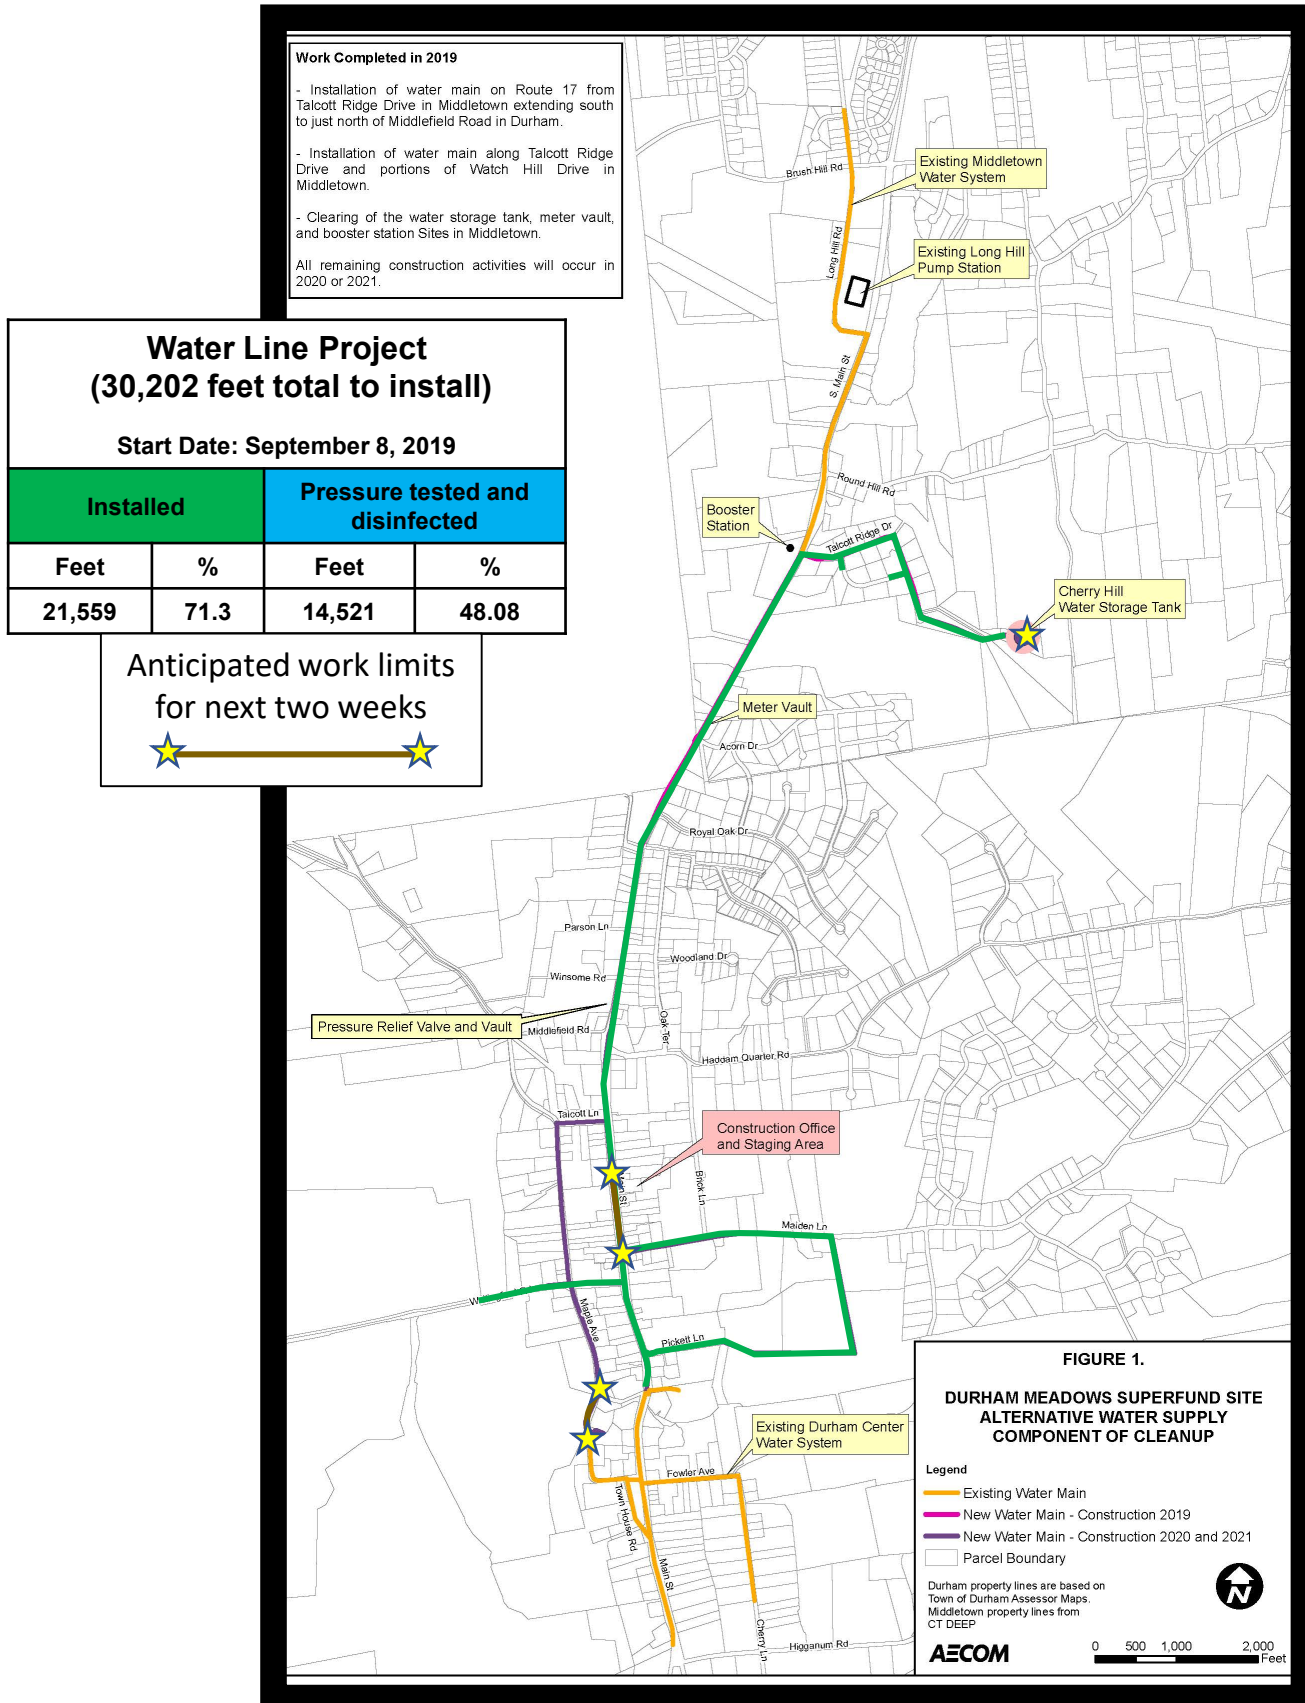 Work Completed in 2019
- Installation of water main on Route 17 from
Talcott Ridge Drive in Middletown extending south
to just north of Middlefield Road in Durham.
- Installation of water main along Talcott Ridge
Drive and portions of Watch Hill Drive in
Middletown.
- Clearing of the water storage tank, meter vault,
and booster station Sites in Middletown.
All remaining construction activities will occur in
2020 or 2021.
Water Line Project
(30,202 feet total to install)
Start Date: September 8, 2019
Installed
Pressure tested and
disinfected
Feet
%
Feet
%
21,559
71.3
14,521
48.08
Anticipated work limits
for next two weeks
Brush Hill Rd
Existing Middletown
Water System
Long Hill Rd
Existing Long Hill
Pump Station
S. Main St
Round Hill Rd
Booster
Station
Talcott Ridge Dr
Cherry Hill
Water Storage Tank
Meter Vault
Acorn Dr
Royal Oak Dr
Parson Ln
Woodland Dr
Winsome Rd
Pressure Relief Valve and Vault
Middlefield Rd
Oak Ter
Haddam Quarter Rd
Talcott Ln
Construction Office
and Staging Area
Main St
Brick Ln
Maiden Ln
Maple Ave
Pickett Ln
Existing Durham Center
Water System
Fowler Ave
Town House Rd
Main St
Cherry Ln
Higganum Rd
FIGURE 1.
DURHAM MEADOWS SUPERFUND SITE
ALTERNATIVE WATER SUPPLY
COMPONENT OF CLEANUP
Legend
Existing Water Main
New Water Main - Construction 2019
New Water Main - Construction 2020 and 2021
Parcel Boundary
Durham property lines are based on
Town of Durham Assessor Maps.
Middletown property lines from
CT DEEP
N
AECOM
0 500 1,000 2,000
Feet